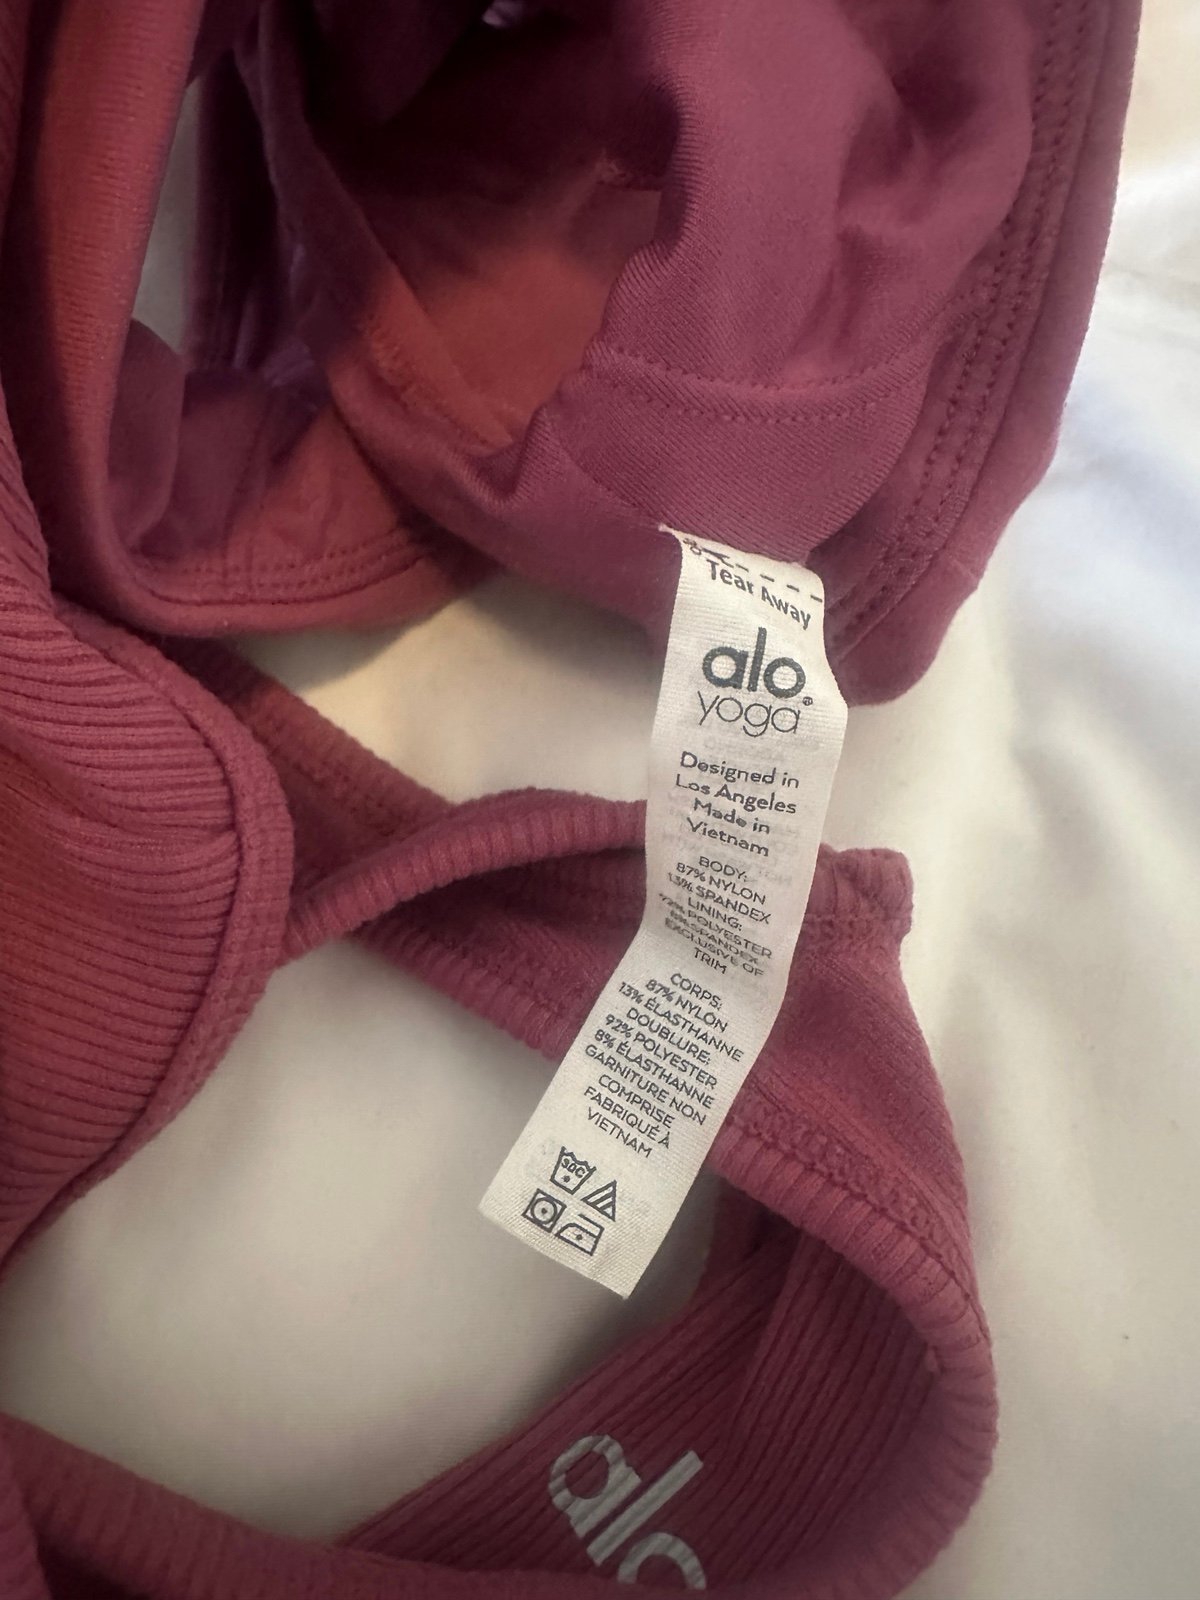 Tear Away
alo
yoga
Designed in
Los Angeles
Made in
Vietnam
BODY:
87% NYLON
13% SPANDEX
LINING:
92% POLYESTER
8% SPANDEX
EXCLUSIVE OF
TRIM
CORPS:
87% NYLON
13% ÉLASTHANNE
DOUBLURE:
92% POLYESTER
8% ÉLASTHANNE
GARNITURE NON
COMPRISE
FABRIQUÉ À
VIETNAM
alo